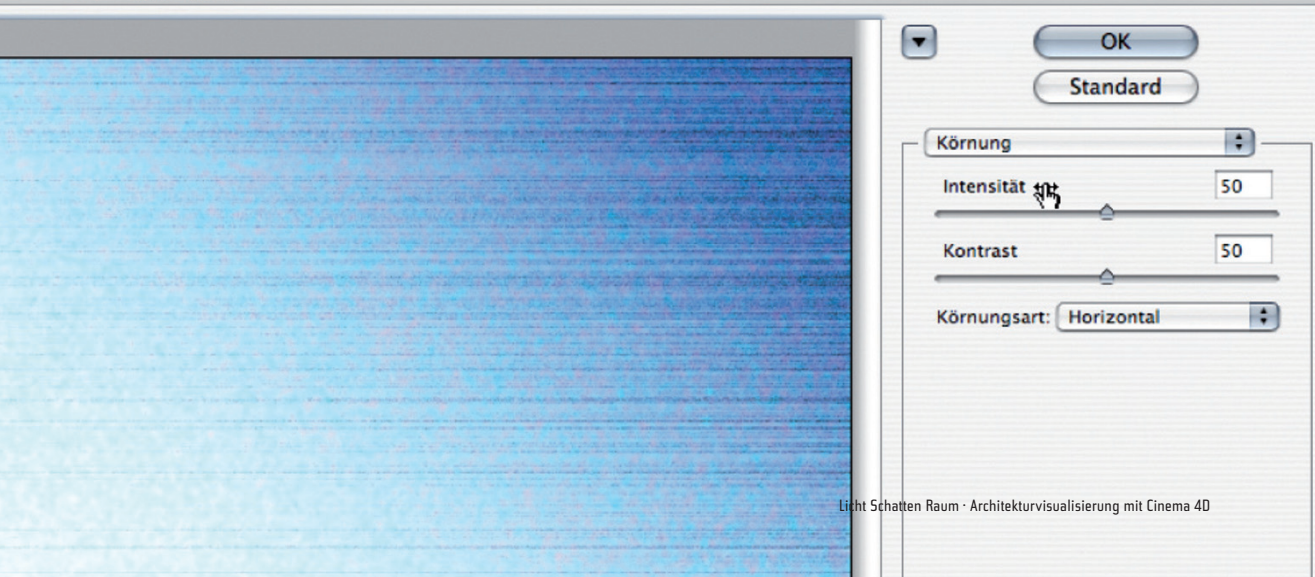 OK
Standard
Körnung
Intensität 50
Kontrast 50
Körnungsart: Horizontal
Licht Schatten Raum · Architekturvisualisierung mit Cinema 4D